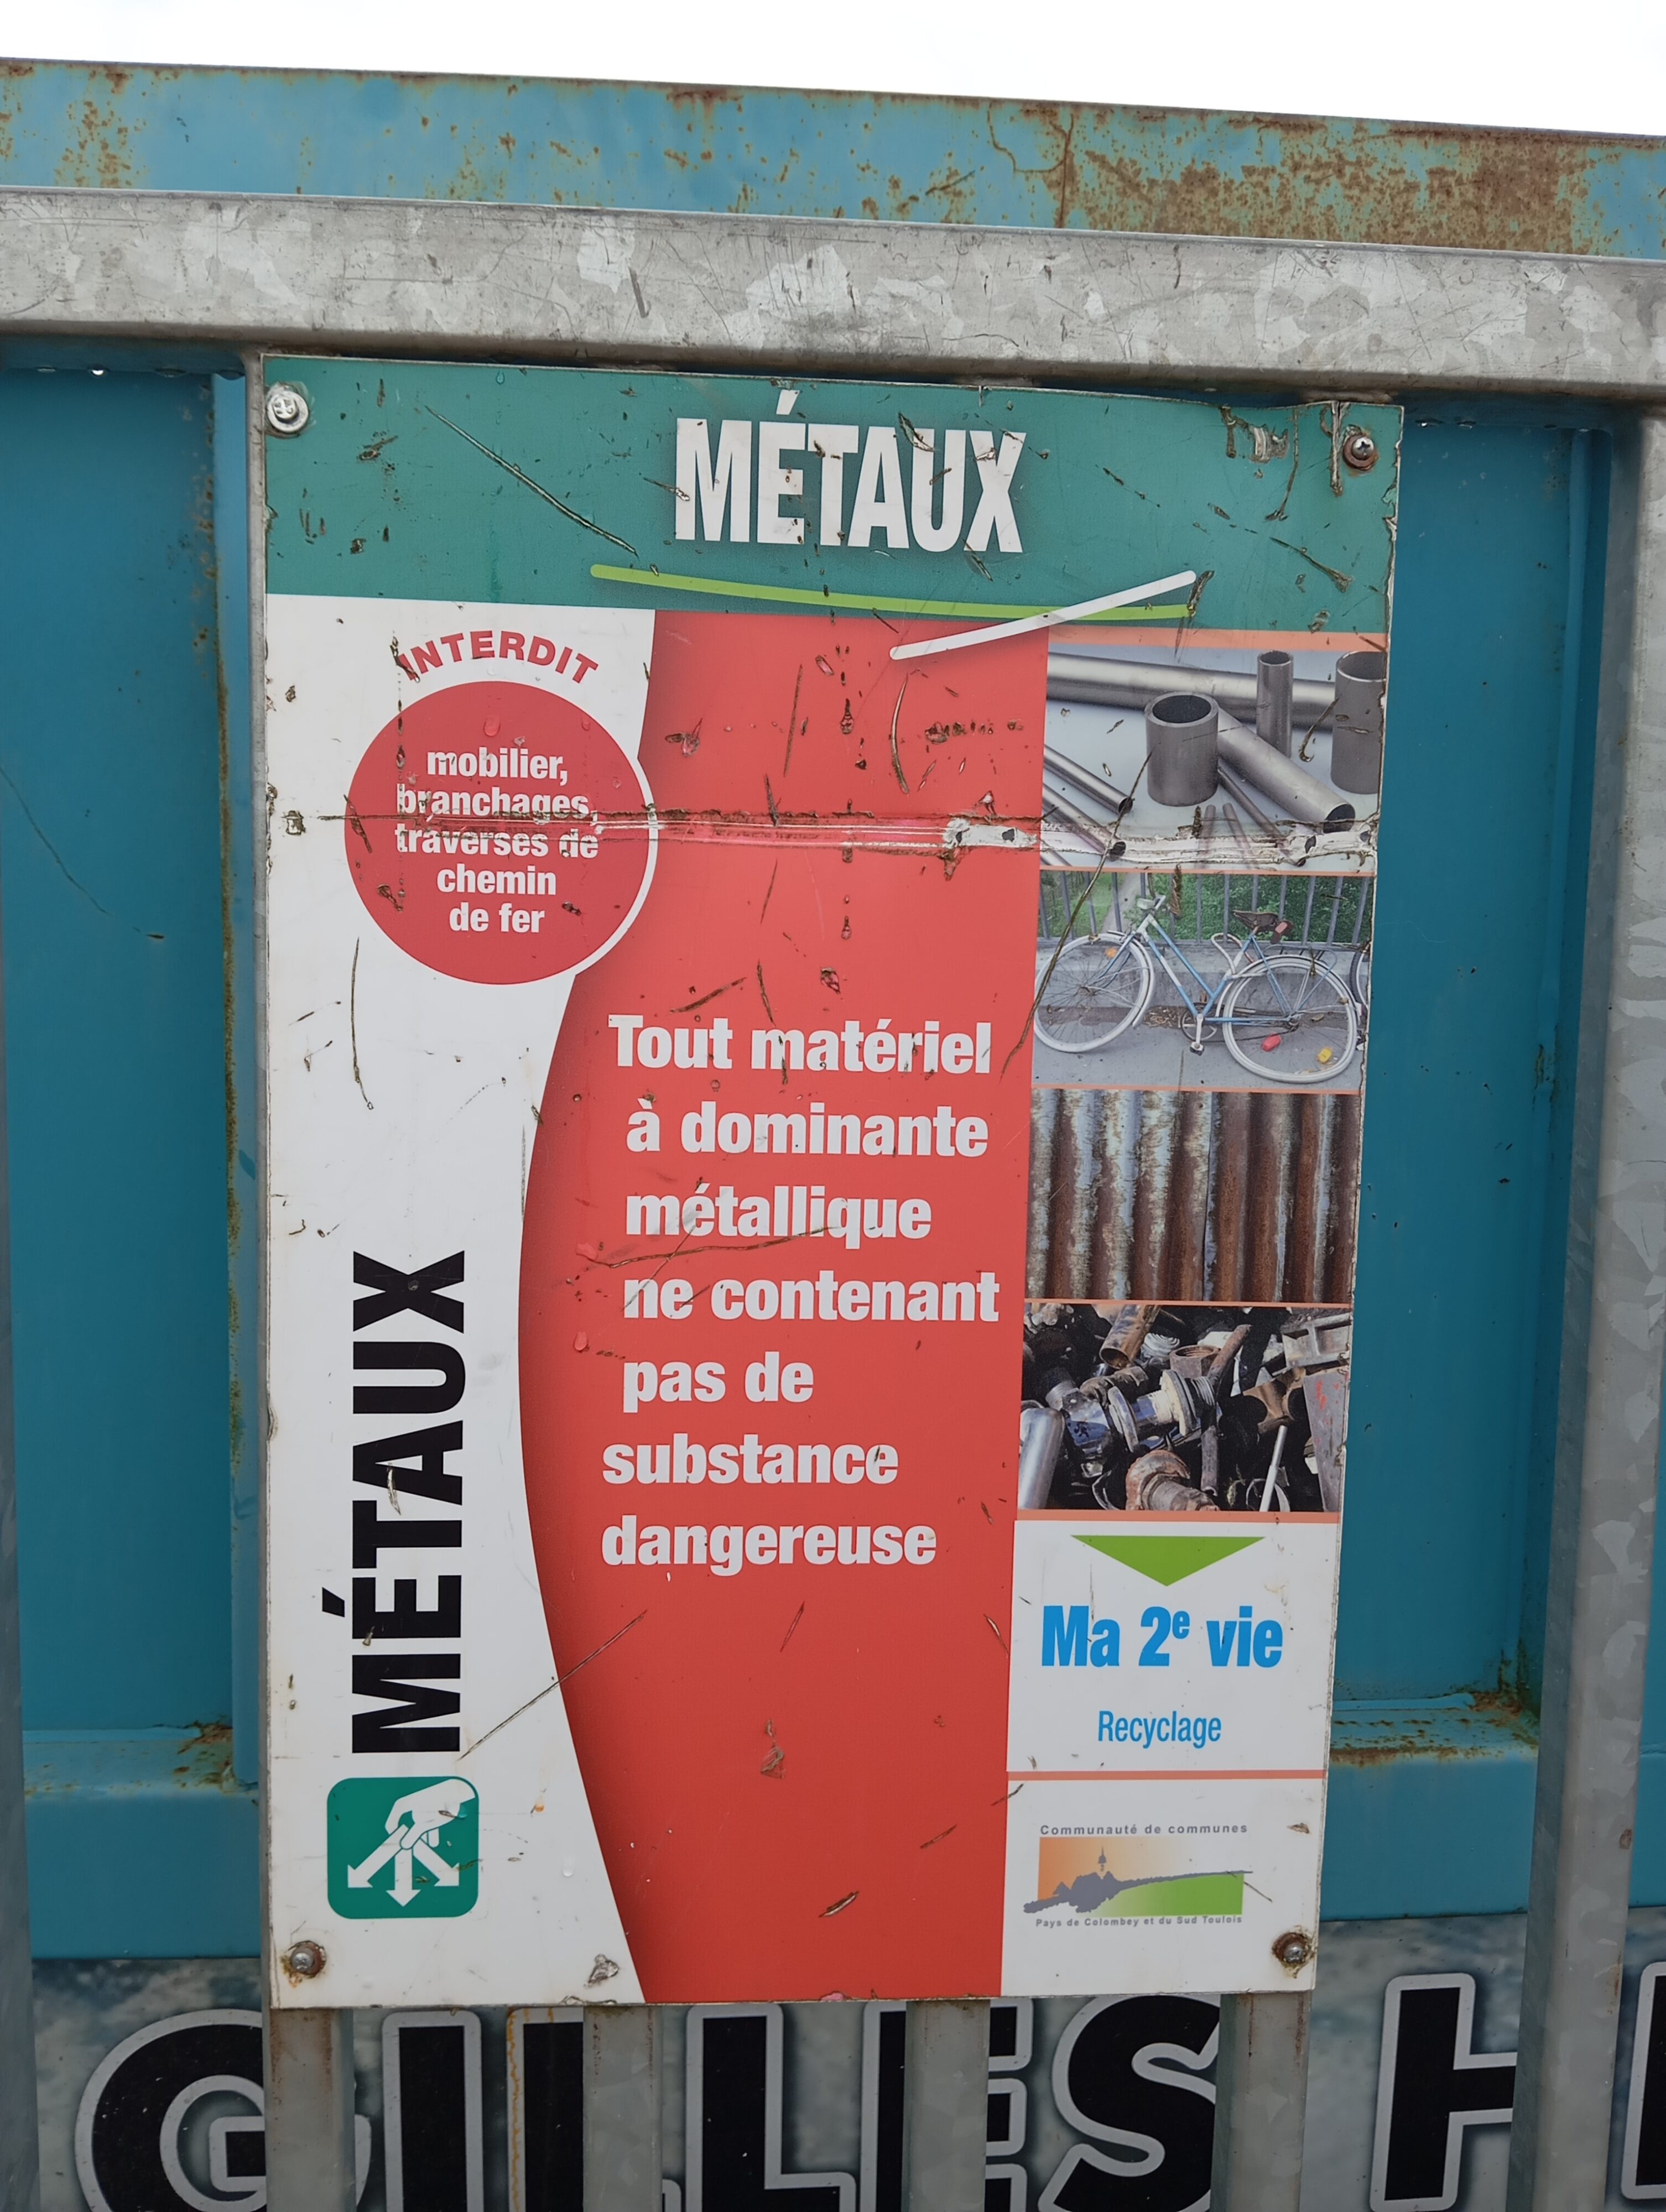 MÉTAUX
INTERDIT
mobilier,
branchages,
traverses de
chemin
de fer
Tout matériel
à dominante
métallique
ne contenant
pas de
substance
dangereuse
MÉTAUX
Ma 2e vie
Recyclage
Communauté de communes
Pays de Colombey et du Sud Toulois
GILLES H